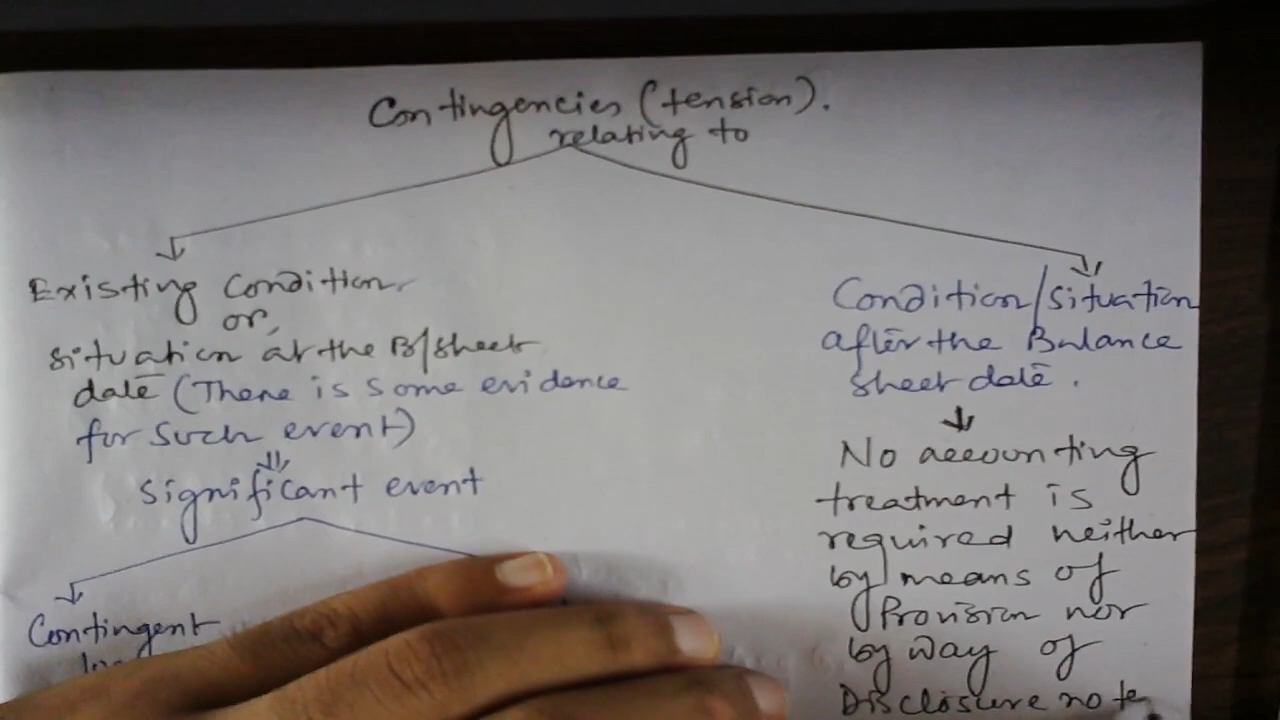 Contingencies (tension).
relating to
Existing Condition
or
situation at the B/sheet
date (There is some evidence
for such event)
Significant event
Contingent
Condition/Situation
after the Balance
sheet date.
No accounting
treatment is
required neither
by means of
Provision nor
by way of
Disclosure note